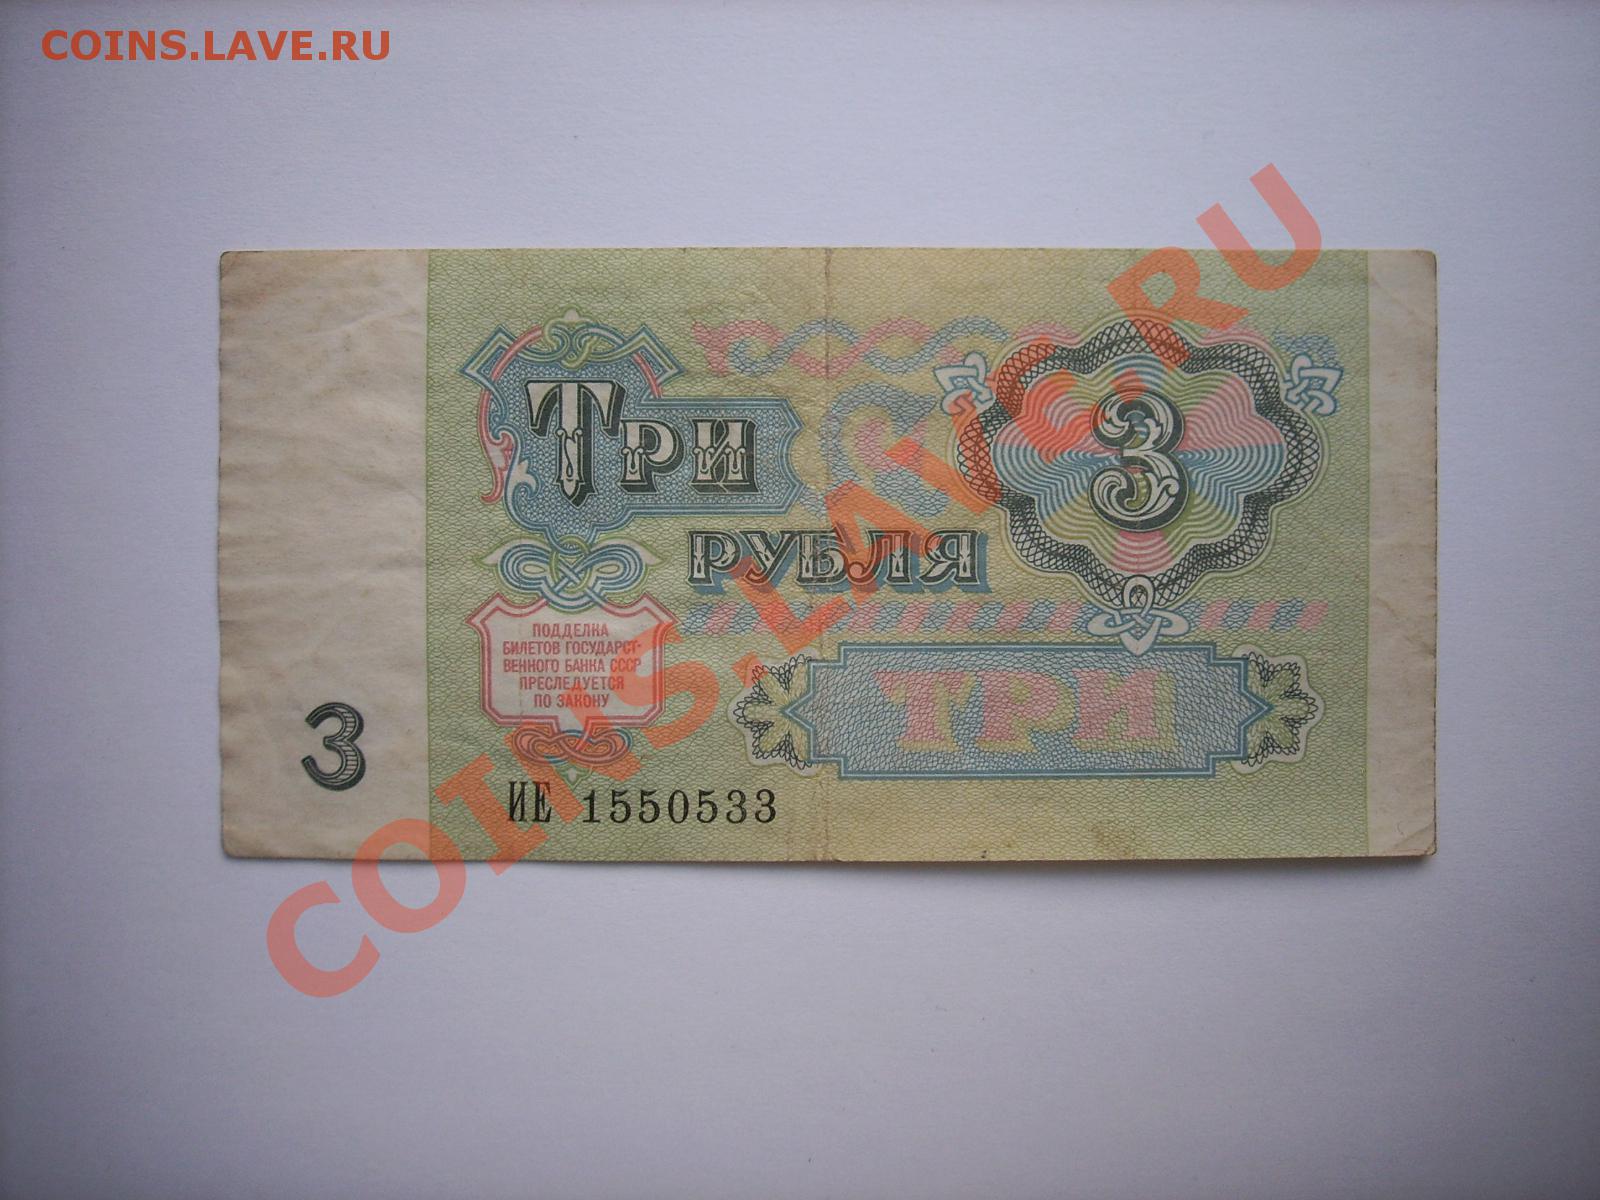 COINS.LAVE.RU
ТРИ
3
РУБЛЯ
ПОДДЕЛКА
БИЛЕТОВ ГОСУДАРСТ-
ВЕННОГО БАНКА СССР
ПРЕСЛЕДУЕТСЯ
ПО ЗАКОНУ
ТРИ
3
ИЕ 1550533
COINS.LAVE.RU